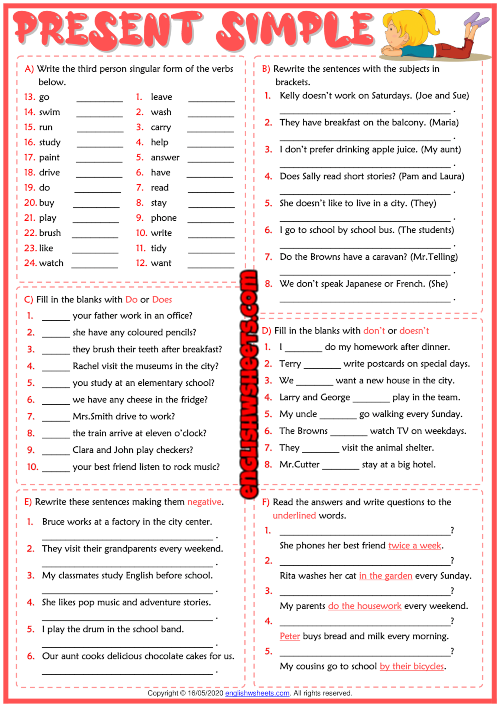 PRESENT SIMPLE
A) Write the third person singular form of the verbs
below.
13. go ________ 1. leave ________
14. swim ________ 2. wash ________
15. run ________ 3. carry ________
16. study ________ 4. help ________
17. paint ________ 5. answer ________
18. drive ________ 6. have ________
19. do ________ 7. read ________
20. buy ________ 8. stay ________
21. play ________ 9. phone ________
22. brush ________ 10. write ________
23. like ________ 11. tidy ________
24. watch ________ 12. want ________
B) Rewrite the sentences with the subjects in
brackets.
1. Kelly doesn't work on Saturdays. (Joe and Sue)
________________________ .
2. They have breakfast on the balcony. (Maria)
________________________ .
3. I don't prefer drinking apple juice. (My aunt)
________________________ .
4. Does Sally read short stories? (Pam and Laura)
________________________ .
5. She doesn't like to live in a city. (They)
________________________ .
6. I go to school by school bus. (The students)
________________________ .
7. Do the Browns have a caravan? (Mr.Telling)
________________________ .
8. We don't speak Japanese or French. (She)
________________________ .
C) Fill in the blanks with Do or Does
1. ______ your father work in an office?
2. ______ she have any coloured pencils?
3. ______ they brush their teeth after breakfast?
4. ______ Rachel visit the museums in the city?
5. ______ you study at an elementary school?
6. ______ we have any cheese in the fridge?
7. ______ Mrs.Smith drive to work?
8. ______ the train arrive at eleven o'clock?
9. ______ Clara and John play checkers?
10. ______ your best friend listen to rock music?
englishwsheets.com
D) Fill in the blanks with don't or doesn't
1. I ________ do my homework after dinner.
2. Terry ________ write postcards on special days.
3. We ________ want a new house in the city.
4. Larry and George ________ play in the team.
5. My uncle ________ go walking every Sunday.
6. The Browns ________ watch TV on weekdays.
7. They ________ visit the animal shelter.
8. Mr.Cutter ________ stay at a big hotel.
E) Rewrite these sentences making them negative.
1. Bruce works at a factory in the city center.
________________________ .
2. They visit their grandparents every weekend.
________________________ .
3. My classmates study English before school.
________________________ .
4. She likes pop music and adventure stories.
________________________ .
5. I play the drum in the school band.
________________________ .
6. Our aunt cooks delicious chocolate cakes for us.
________________________ .
F) Read the answers and write questions to the
underlined words.
1. ________________________?
She phones her best friend twice a week.
2. ________________________?
Rita washes her cat in the garden every Sunday.
3. ________________________?
My parents do the housework every weekend.
4. ________________________?
Peter buys bread and milk every morning.
5. ________________________?
My cousins go to school by their bicycles.
Copyright © 16/05/2020 englishwsheets.com. All rights reserved.